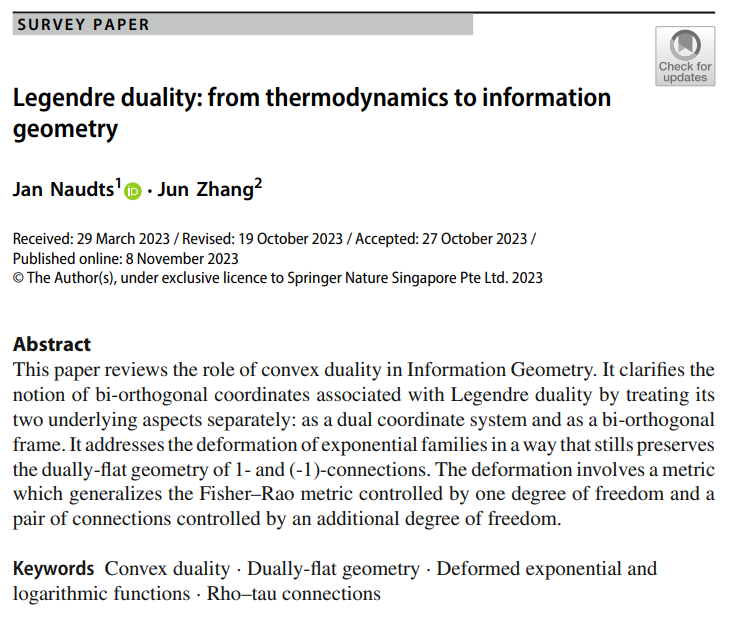 SURVEY PAPER
Check for
updates
Legendre duality: from thermodynamics to information
geometry
Jan Naudts1 iD · Jun Zhang2
Received: 29 March 2023 / Revised: 19 October 2023 / Accepted: 27 October 2023 /
Published online: 8 November 2023
© The Author(s), under exclusive licence to Springer Nature Singapore Pte Ltd. 2023
Abstract
This paper reviews the role of convex duality in Information Geometry. It clarifies the
notion of bi-orthogonal coordinates associated with Legendre duality by treating its
two underlying aspects separately: as a dual coordinate system and as a bi-orthogonal
frame. It addresses the deformation of exponential families in a way that stills preserves
the dually-flat geometry of 1- and (-1)-connections. The deformation involves a metric
which generalizes the Fisher–Rao metric controlled by one degree of freedom and a
pair of connections controlled by an additional degree of freedom.
Keywords Convex duality · Dually-flat geometry · Deformed exponential and
logarithmic functions · Rho–tau connections